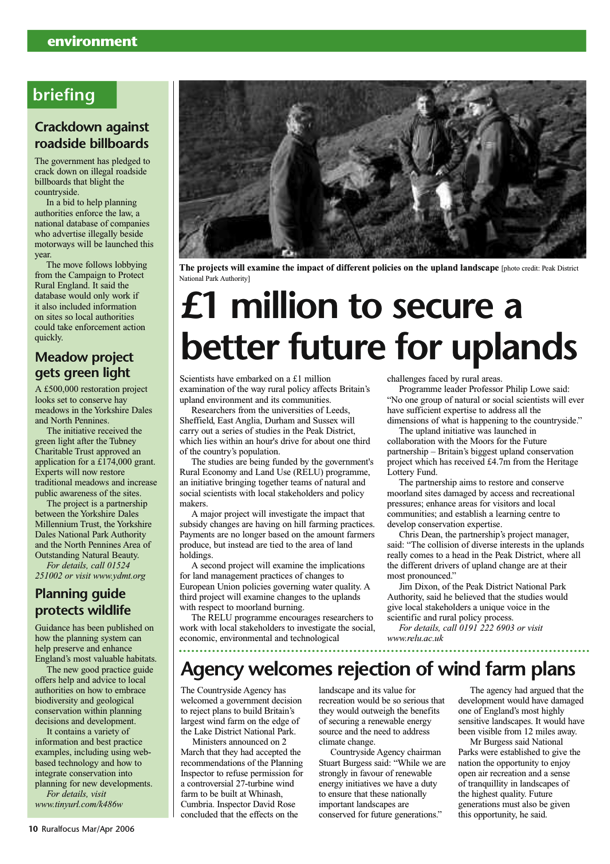 environment
briefing
Crackdown against
roadside billboards
The government has pledged to
crack down on illegal roadside
billboards that blight the
countryside.
In a bid to help planning
authorities enforce the law, a
national database of companies
who advertise illegally beside
motorways will be launched this
year.
The move follows lobbying
from the Campaign to Protect
Rural England. It said the
database would only work if
it also included information
on sites so local authorities
could take enforcement action
quickly.
Meadow project
gets green light
A £500,000 restoration project
looks set to conserve hay
meadows in the Yorkshire Dales
and North Pennines.
The initiative received the
green light after the Tubney
Charitable Trust approved an
application for a £174,000 grant.
Experts will now restore
traditional meadows and increase
public awareness of the sites.
The project is a partnership
between the Yorkshire Dales
Millennium Trust, the Yorkshire
Dales National Park Authority
and the North Pennines Area of
Outstanding Natural Beauty.
For details, call 01524
251002 or visit www.ydmt.org
Planning guide
protects wildlife
Guidance has been published on
how the planning system can
help preserve and enhance
England's most valuable habitats.
The new good practice guide
offers help and advice to local
authorities on how to embrace
biodiversity and geological
conservation within planning
decisions and development.
It contains a variety of
information and best practice
examples, including using web-
based technology and how to
integrate conservation into
planning for new developments.
For details, visit
www.tinyurl.com/k486w
The projects will examine the impact of different policies on the upland landscape [photo credit: Peak District
National Park Authority]
£1 million to secure a
better future for uplands
Scientists have embarked on a £1 million
examination of the way rural policy affects Britain's
upland environment and its communities.
Researchers from the universities of Leeds,
Sheffield, East Anglia, Durham and Sussex will
carry out a series of studies in the Peak District,
which lies within an hour's drive for about one third
of the country's population.
The studies are being funded by the government's
Rural Economy and Land Use (RELU) programme,
an initiative bringing together teams of natural and
social scientists with local stakeholders and policy
makers.
A major project will investigate the impact that
subsidy changes are having on hill farming practices.
Payments are no longer based on the amount farmers
produce, but instead are tied to the area of land
holdings.
A second project will examine the implications
for land management practices of changes to
European Union policies governing water quality. A
third project will examine changes to the uplands
with respect to moorland burning.
The RELU programme encourages researchers to
work with local stakeholders to investigate the social,
economic, environmental and technological
challenges faced by rural areas.
Programme leader Professor Philip Lowe said:
"No one group of natural or social scientists will ever
have sufficient expertise to address all the
dimensions of what is happening to the countryside."
The upland initiative was launched in
collaboration with the Moors for the Future
partnership – Britain's biggest upland conservation
project which has received £4.7m from the Heritage
Lottery Fund.
The partnership aims to restore and conserve
moorland sites damaged by access and recreational
pressures; enhance areas for visitors and local
communities; and establish a learning centre to
develop conservation expertise.
Chris Dean, the partnership's project manager,
said: "The collision of diverse interests in the uplands
really comes to a head in the Peak District, where all
the different drivers of upland change are at their
most pronounced."
Jim Dixon, of the Peak District National Park
Authority, said he believed that the studies would
give local stakeholders a unique voice in the
scientific and rural policy process.
For details, call 0191 222 6903 or visit
www.relu.ac.uk
Agency welcomes rejection of wind farm plans
The Countryside Agency has
welcomed a government decision
to reject plans to build Britain's
largest wind farm on the edge of
the Lake District National Park.
Ministers announced on 2
March that they had accepted the
recommendations of the Planning
Inspector to refuse permission for
a controversial 27-turbine wind
farm to be built at Whinash,
Cumbria. Inspector David Rose
concluded that the effects on the
landscape and its value for
recreation would be so serious that
they would outweigh the benefits
of securing a renewable energy
source and the need to address
climate change.
Countryside Agency chairman
Stuart Burgess said: "While we are
strongly in favour of renewable
energy initiatives we have a duty
to ensure that these nationally
important landscapes are
conserved for future generations."
The agency had argued that the
development would have damaged
one of England's most highly
sensitive landscapes. It would have
been visible from 12 miles away.
Mr Burgess said National
Parks were established to give the
nation the opportunity to enjoy
open air recreation and a sense
of tranquillity in landscapes of
the highest quality. Future
generations must also be given
this opportunity, he said.
10 Ruralfocus Mar/Apr 2006